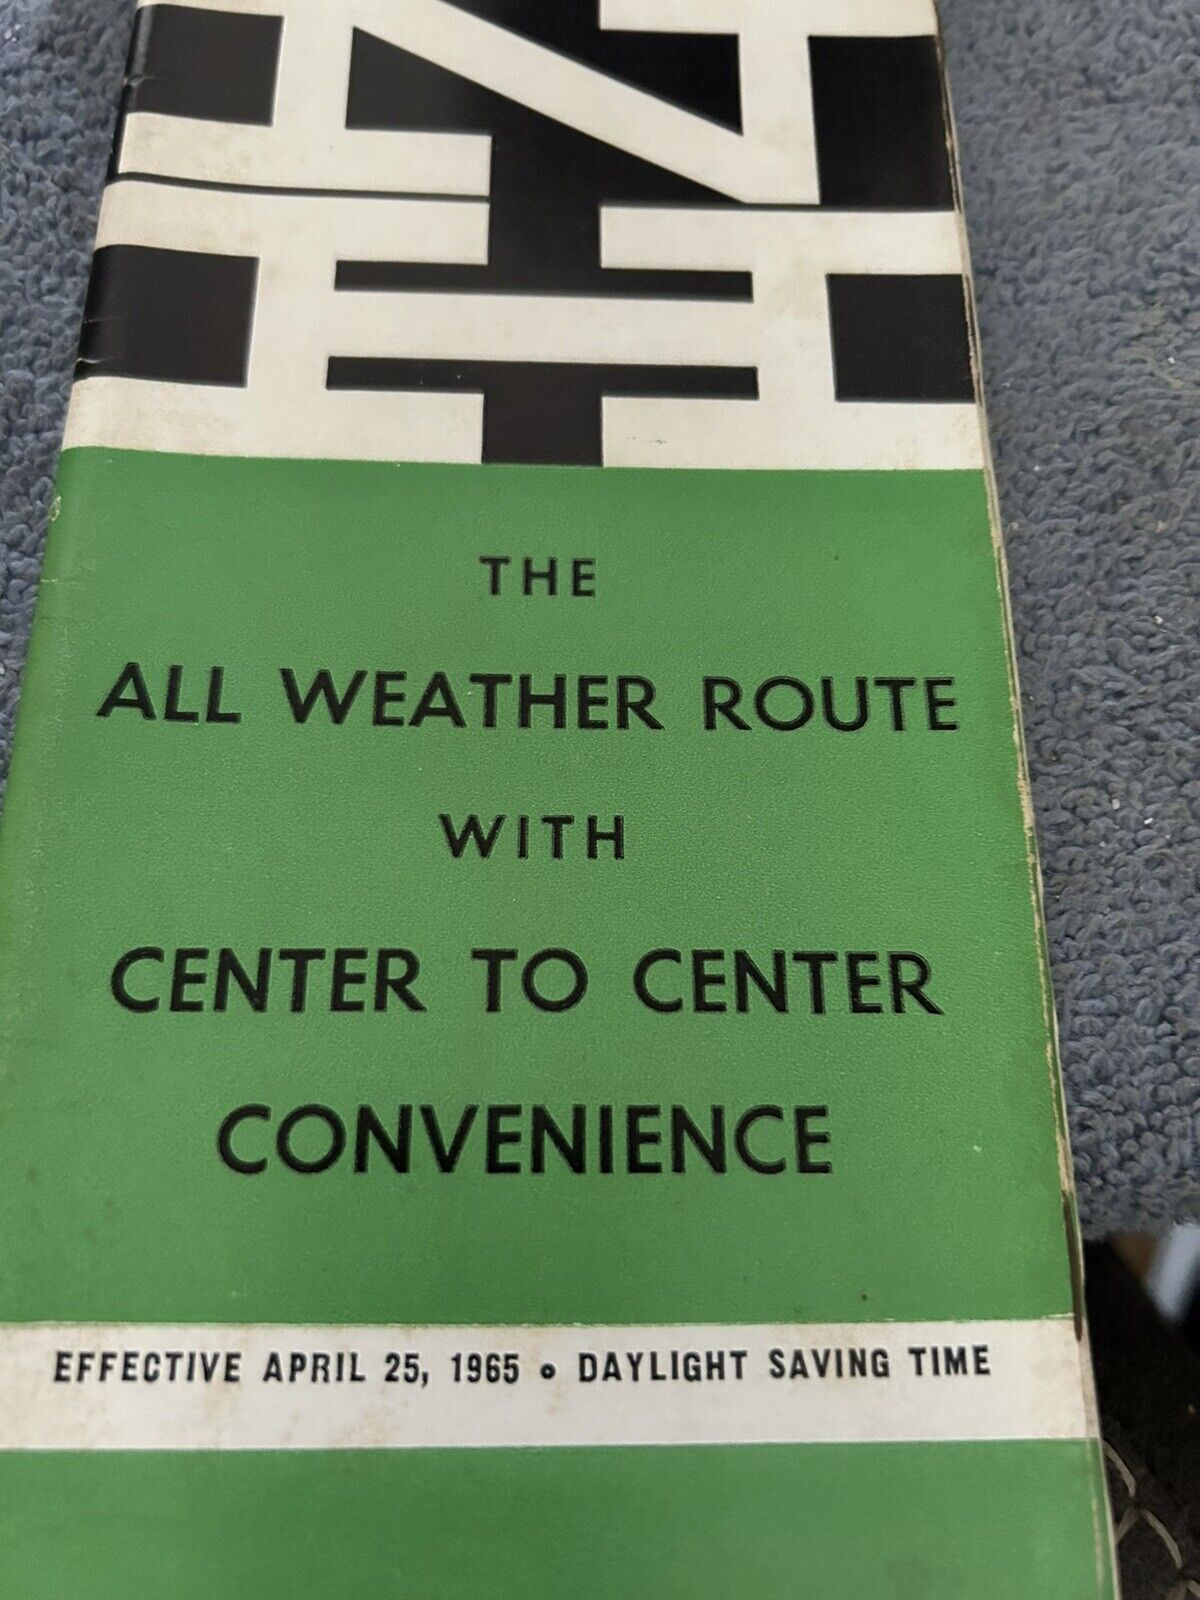 N
H
THE
ALL WEATHER ROUTE
WITH
CENTER TO CENTER
CONVENIENCE
EFFECTIVE APRIL 25, 1965 • DAYLIGHT SAVING TIME